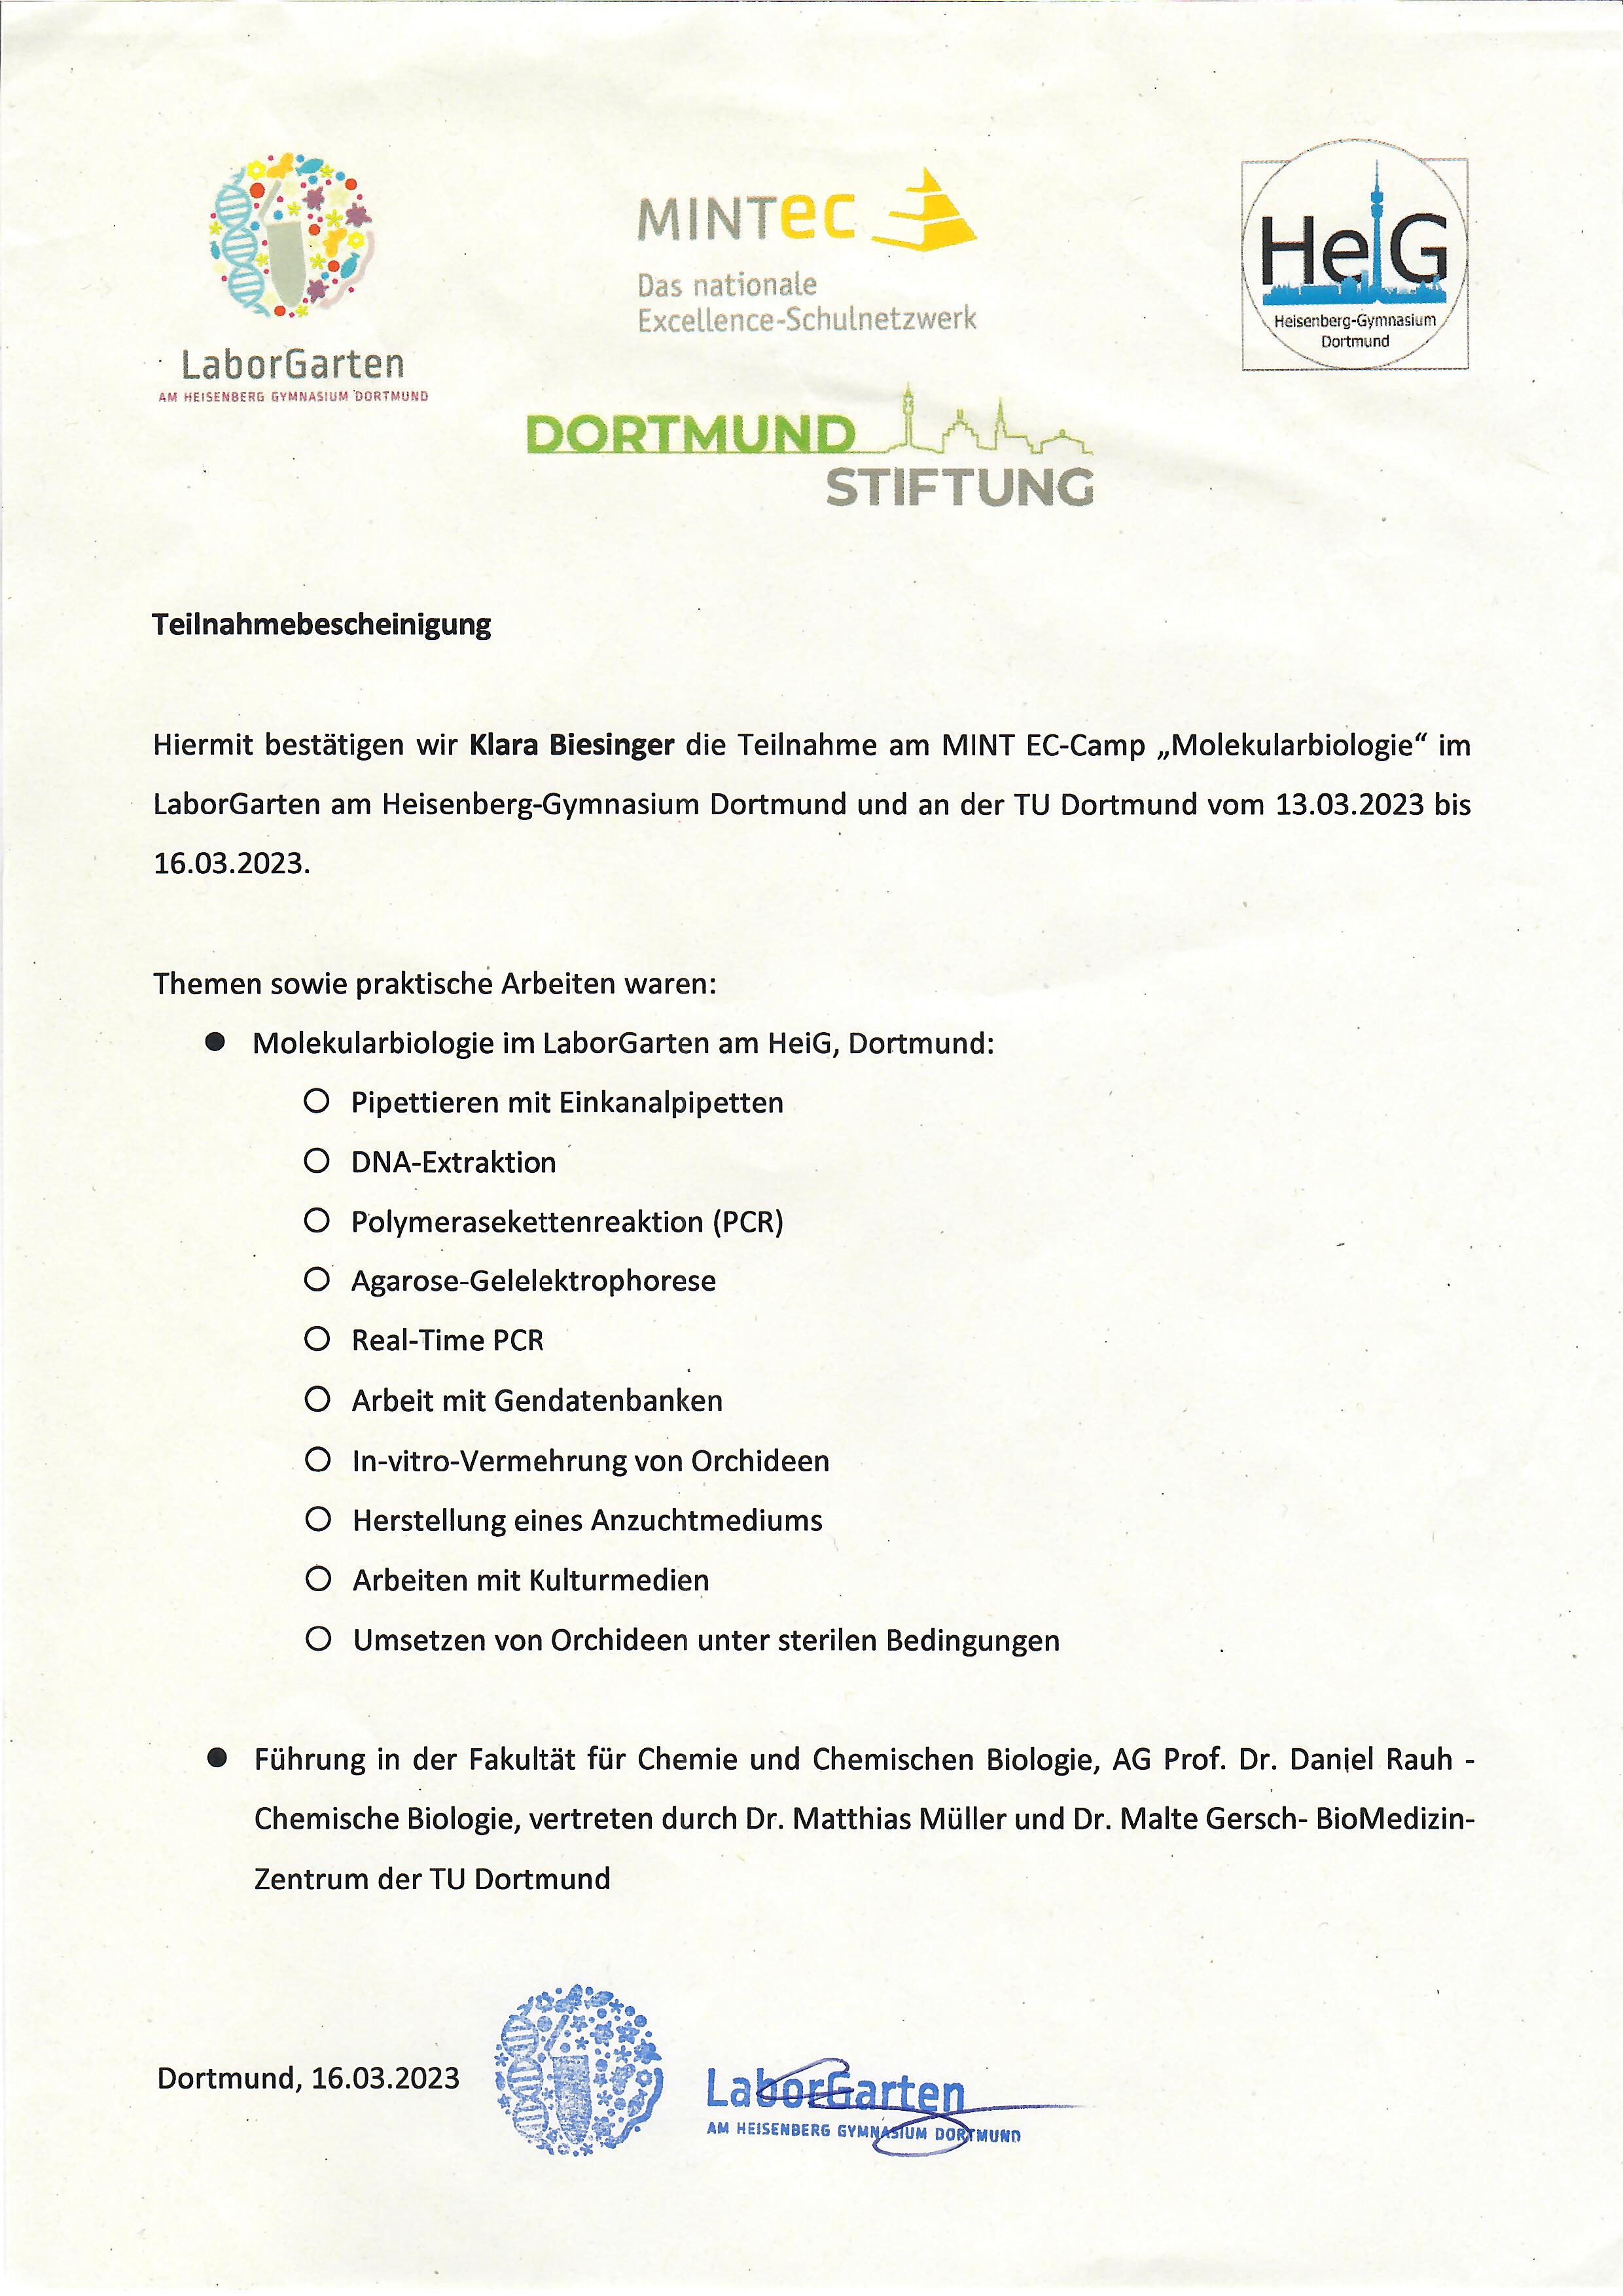 LaborGarten
AM HEISENBERG GYMNASIUM DORTMUND
MINTec
Das nationale
Excellence-Schulnetzwerk
HeiG
Heisenberg-Gymnasium
Dortmund
DORTMUND
STIFTUNG
Teilnahmebescheinigung
Hiermit bestätigen wir Klara Biesinger die Teilnahme am MINT EC-Camp „Molekularbiologie“ im
LaborGarten am Heisenberg-Gymnasium Dortmund und an der TU Dortmund vom 13.03.2023 bis
16.03.2023.
Themen sowie praktische Arbeiten waren:
● Molekularbiologie im LaborGarten am HeiG, Dortmund:
○ Pipettieren mit Einkanalpipetten
○ DNA-Extraktion
○ Polymerasekettenreaktion (PCR)
○ Agarose-Gelelektrophorese
○ Real-Time PCR
○ Arbeit mit Gendatenbanken
○ In-vitro-Vermehrung von Orchideen
○ Herstellung eines Anzuchtmediums
○ Arbeiten mit Kulturmedien
○ Umsetzen von Orchideen unter sterilen Bedingungen
● Führung in der Fakultät für Chemie und Chemischen Biologie, AG Prof. Dr. Daniel Rauh -
Chemische Biologie, vertreten durch Dr. Matthias Müller und Dr. Malte Gersch- BioMedizin-
Zentrum der TU Dortmund
Dortmund, 16.03.2023
LaborGarten
AM HEISENBERG GYMNASIUM DORTMUND